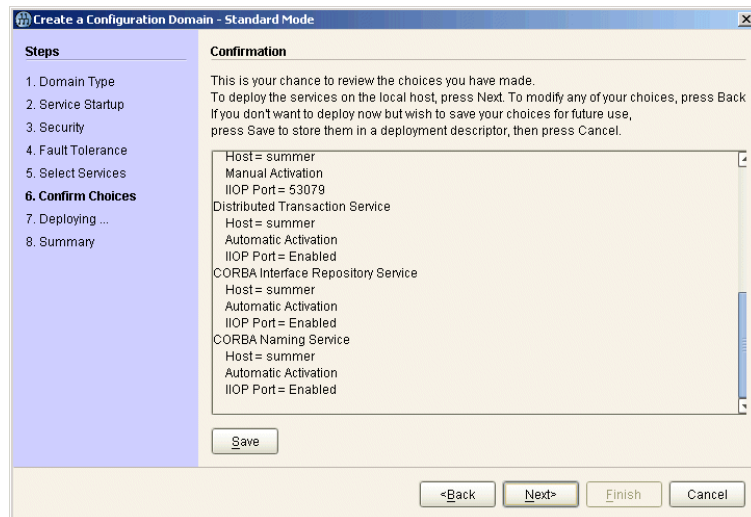 Create a Configuration Domain - Standard Mode
Steps
1. Domain Type
2. Service Startup
3. Security
4. Fault Tolerance
5. Select Services
6. Confirm Choices
7. Deploying ...
8. Summary
Confirmation
This is your chance to review the choices you have made.
To deploy the services on the local host, press Next. To modify any of your choices, press Back
If you don't want to deploy now but wish to save your choices for future use,
press Save to store them in a deployment descriptor, then press Cancel.
Host = summer
Manual Activation
IIOP Port = 53079
Distributed Transaction Service
Host = summer
Automatic Activation
IIOP Port = Enabled
CORBA Interface Repository Service
Host = summer
Automatic Activation
IIOP Port = Enabled
CORBA Naming Service
Host = summer
Automatic Activation
IIOP Port = Enabled
Save
<Back
Next>
Finish
Cancel